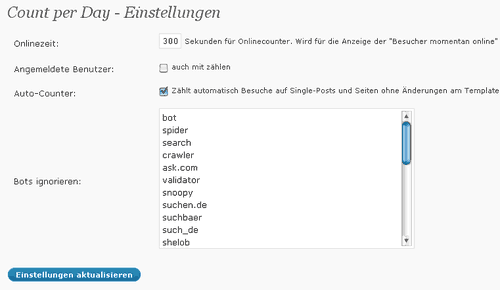 Count per Day - Einstellungen
Onlinezeit: 300 Sekunden für Onlinecounter. Wird für die Anzeige der "Besucher momentan online"
Angemeldete Benutzer: auch mit zählen
Auto-Counter: Zählt automatisch Besuche auf Single-Posts und Seiten ohne Änderungen am Template
bot
spider
search
crawler
ask.com
validator
Bots ignorieren: snoopy
suchen.de
suchbaer
such_de
shelob
Einstellungen aktualisieren